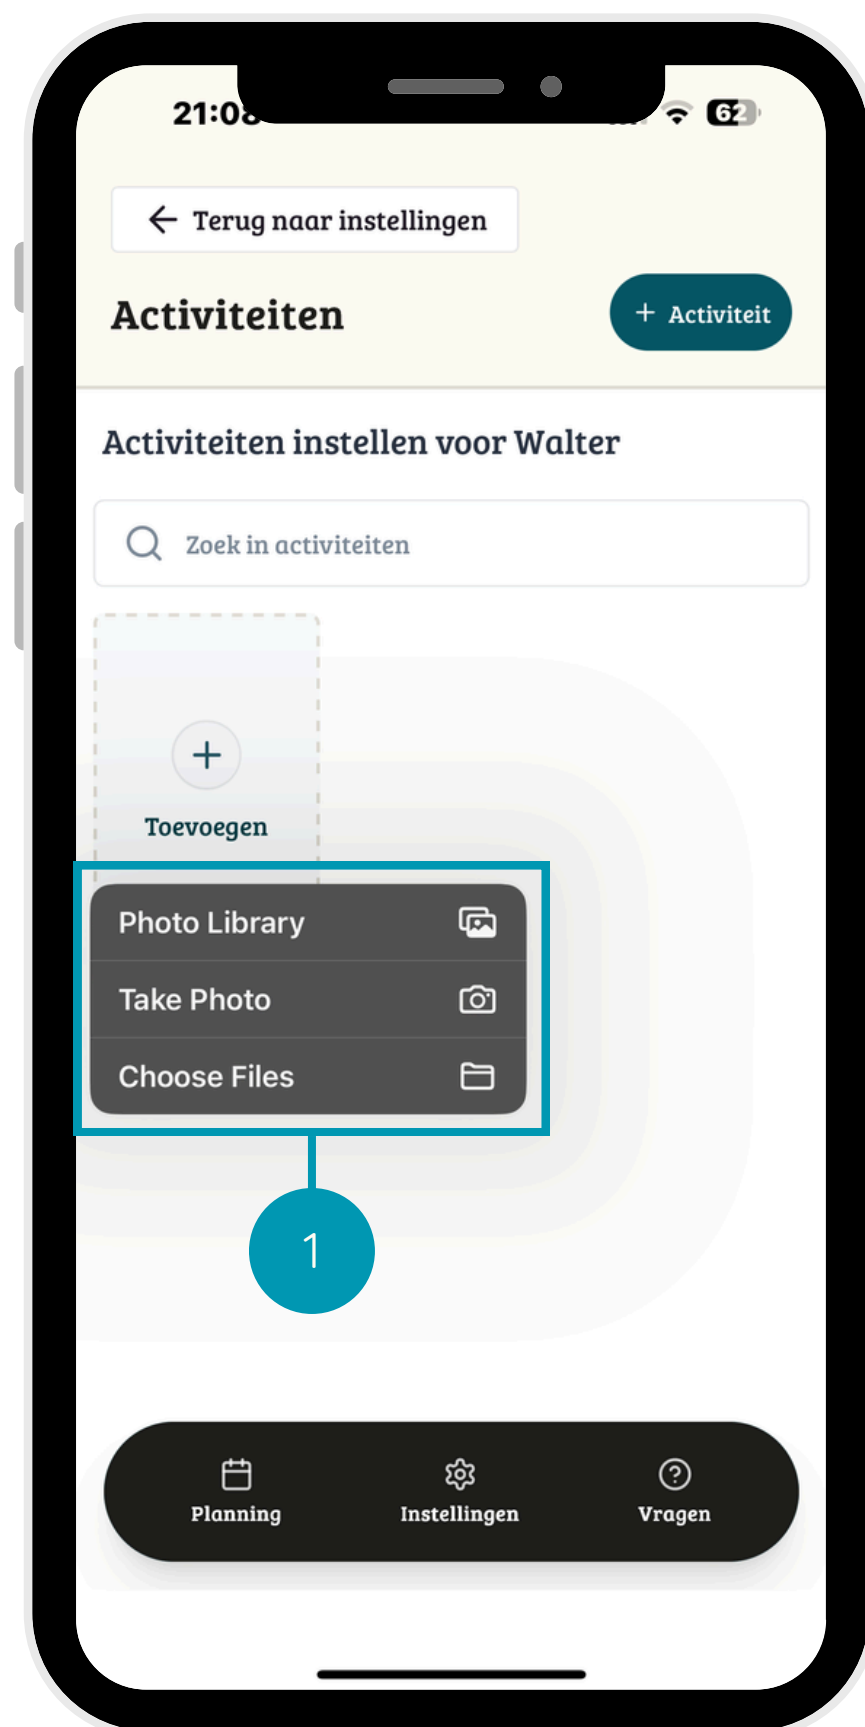 21:08
62
Terug naar instellingen
Activiteiten
+ Activiteit
Activiteiten instellen voor Walter
Zoek in activiteiten
Toevoegen
Photo Library
Take Photo
Choose Files
1
Planning
Instellingen
Vragen